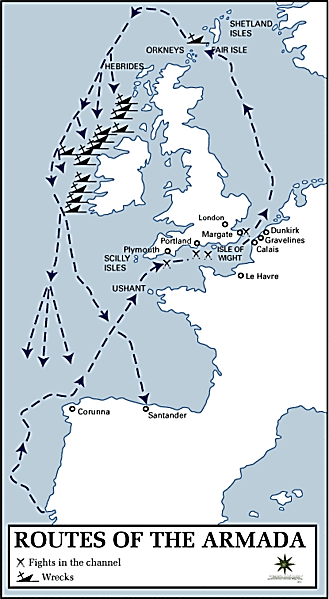 SHETLAND
ISLES
ORKNEYS
FAIR ISLE
HEBRIDES
London
Margate
Portland
Plymouth
ISLE OF
WIGHT
Dunkirk
Gravelines
Calais
SCILLY
ISLES
USHANT
Le Havre
Corunna
Santander
ROUTES OF THE ARMADA
Fights in the channel
Wrecks